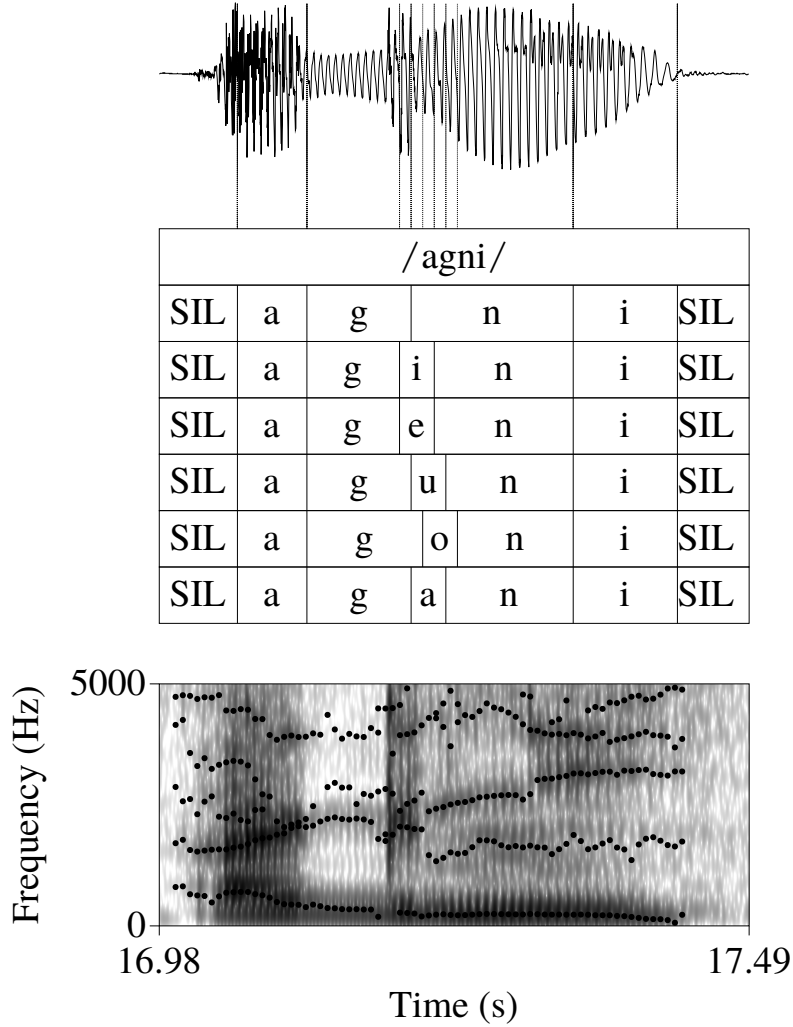 /agni/
SIL a g n i SIL
SIL a g i n i SIL
SIL a g e n i SIL
SIL a g u n i SIL
SIL a g o n i SIL
SIL a g a n i SIL
5000
Frequency (Hz)
0
16.98 17.49
Time (s)